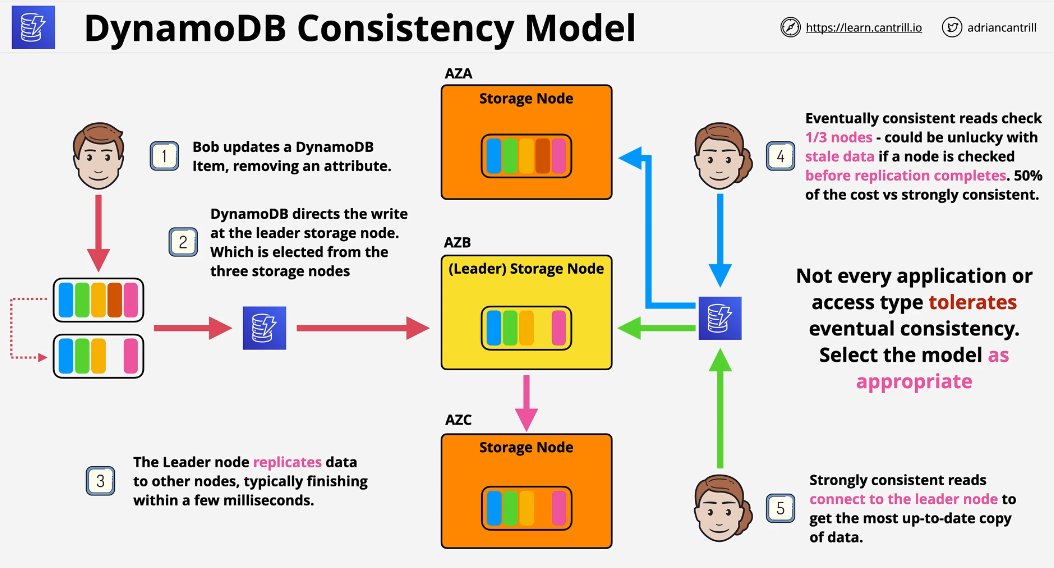 DynamoDB Consistency Model
https://learn.cantrill.io
adriancantrill
1
Bob updates a DynamoDB
Item, removing an attribute.
2
DynamoDB directs the write
at the leader storage node.
Which is elected from the
three storage nodes
3
The Leader node replicates data
to other nodes, typically finishing
within a few milliseconds.
AZA
Storage Node
AZB
(Leader) Storage Node
AZC
Storage Node
4
Eventually consistent reads check
1/3 nodes - could be unlucky with
stale data if a node is checked
before replication completes. 50%
of the cost vs strongly consistent.
Not every application or
access type tolerates
eventual consistency.
Select the model as
appropriate
5
Strongly consistent reads
connect to the leader node to
get the most up-to-date copy
of data.